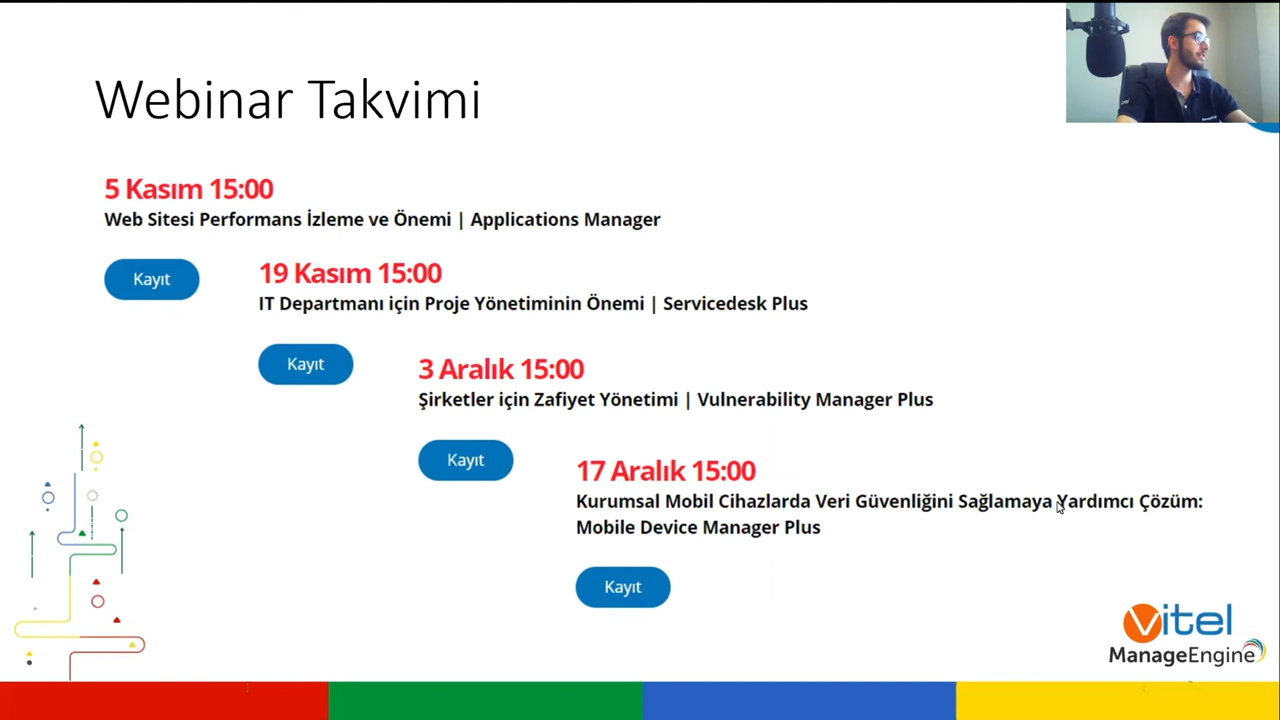 Webinar Takvimi
5 Kasım 15:00
Web Sitesi Performans İzleme ve Önemi | Applications Manager
Kayıt
19 Kasım 15:00
IT Departmanı için Proje Yönetiminin Önemi | Servicedesk Plus
Kayıt
3 Aralık 15:00
Şirketler için Zafiyet Yönetimi | Vulnerability Manager Plus
Kayıt
17 Aralık 15:00
Kurumsal Mobil Cihazlarda Veri Güvenliğini Sağlamaya Yardımcı Çözüm:
Mobile Device Manager Plus
Kayıt
vitel
ManageEngine